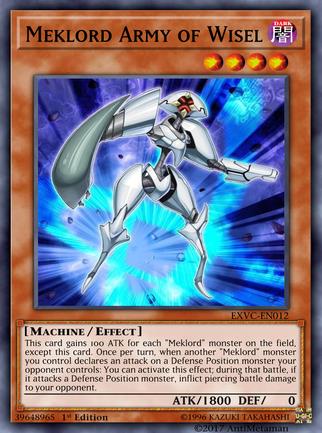 MEKLORD ARMY OF WISEL
DARK
闇
EXVC-EN012
[MACHINE / EFFECT]
This card gains 100 ATK for each "Meklord" monster on the field,
except this card. Once per turn, when another "Meklord" monster
you control declares an attack on a Defense Position monster your
opponent controls: You can activate this effect; during that battle, if
it attacks a Defense Position monster, inflict piercing battle damage
to your opponent.
ATK/1800 DEF/ 0
39648965 1st Edition ©1996 KAZUKI TAKAHASHI
©2017 AntiMetaman